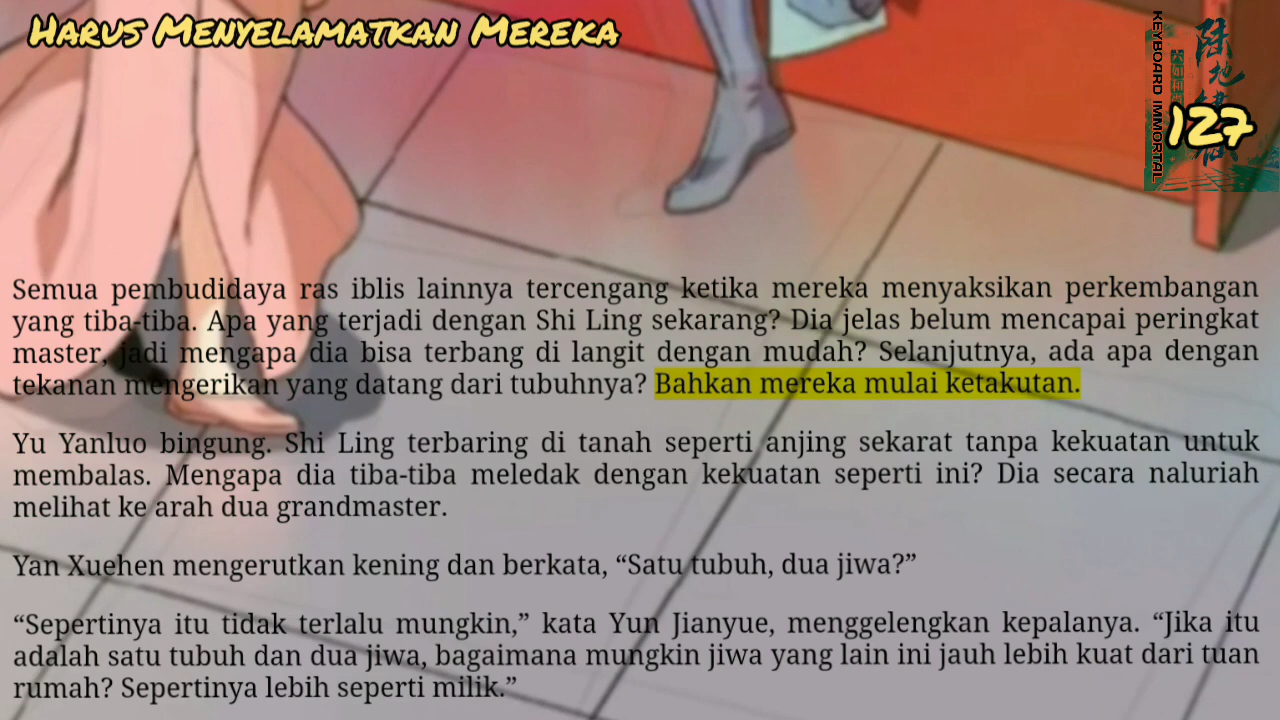 Harus Menyelamatkan Mereka
KEYBOARD IMMORTAL
127
Semua pembudidaya ras iblis lainnya tercengang ketika mereka menyaksikan perkembangan
yang tiba-tiba. Apa yang terjadi dengan Shi Ling sekarang? Dia jelas belum mencapai peringkat
master, jadi mengapa dia bisa terbang di langit dengan mudah? Selanjutnya, ada apa dengan
tekanan mengerikan yang datang dari tubuhnya? Bahkan mereka mulai ketakutan.
Yu Yanluo bingung. Shi Ling terbaring di tanah seperti anjing sekarat tanpa kekuatan untuk
membalas. Mengapa dia tiba-tiba meledak dengan kekuatan seperti ini? Dia secara naluriah
melihat ke arah dua grandmaster.
Yan Xuehen mengerutkan kening dan berkata, “Satu tubuh, dua jiwa?”
“Sepertinya itu tidak terlalu mungkin,” kata Yun Jianyue, menggelengkan kepalanya. “Jika itu
adalah satu tubuh dan dua jiwa, bagaimana mungkin jiwa yang lain ini jauh lebih kuat dari tuan
rumah? Sepertinya lebih seperti milik.”